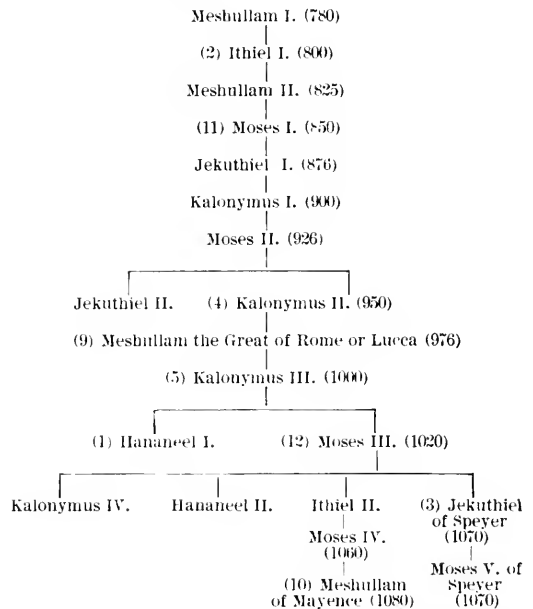 Meshullam I. (780)
(2) Ithiel I. (800)
Meshullam II. (825)
(11) Moses I. (850)
Jekuthiel I. (876)
Kalonymus I. (900)
Moses II. (926)
Jekuthiel II. (4) Kalonymus II. (950)
(9) Meshullam the Great of Rome or Lucca (976)
(5) Kalonymus III. (1000)
(1) Hananeel I. (12) Moses III. (1020)
Kalonymus IV. Hananeel II. Ithiel II. (3) Jekuthiel
of Speyer
(1070)
Moses IV.
(1060)
Moses V. of
Speyer
(1070)
(10) Meshullam
of Mayence (1080)